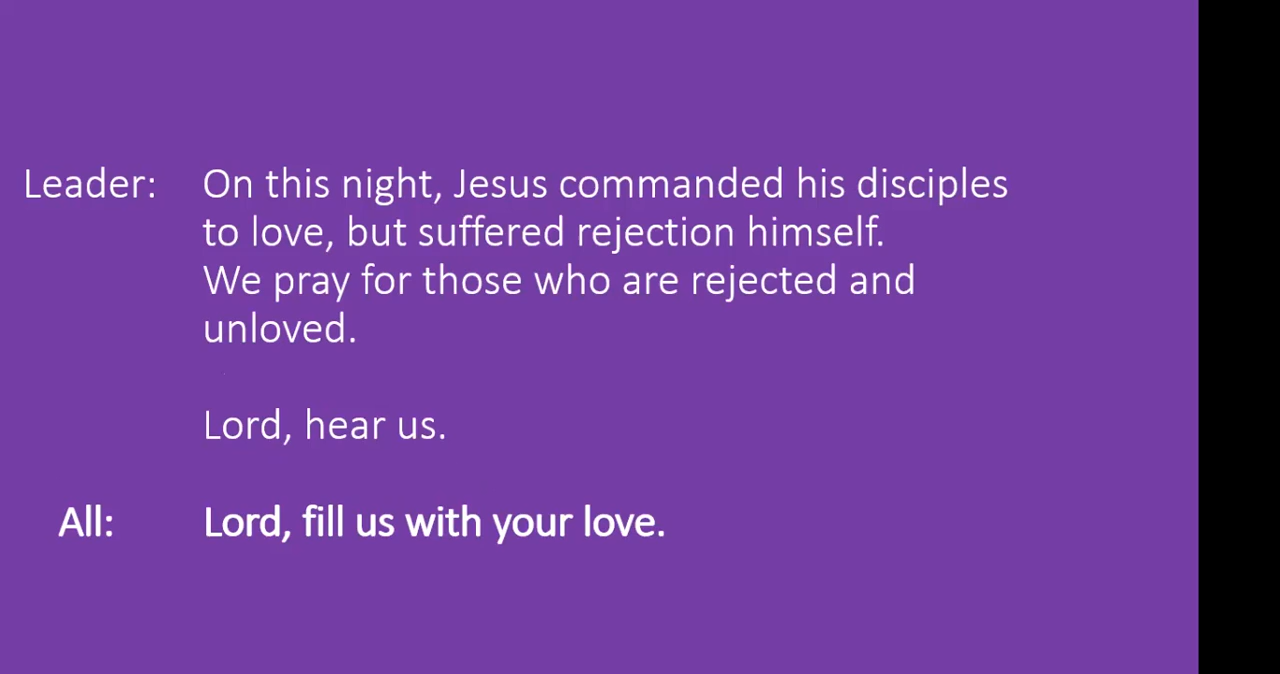 Leader: On this night, Jesus commanded his disciples
to love, but suffered rejection himself.
We pray for those who are rejected and
unloved.
Lord, hear us.
All: Lord, fill us with your love.